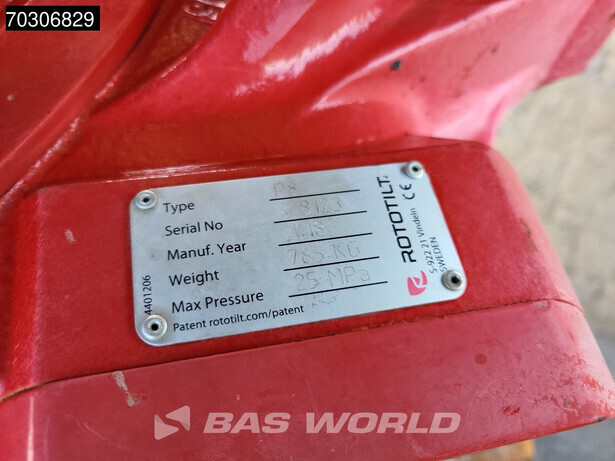 70306829
Type R8
Serial No
Manuf. Year 2018
Weight 785 KG
Max Pressure 25 MPa
Patent rototilt.com/patent
4401206
ROTOTILT®
CE
S-922 21 Vindeln
SWEDEN
BAS WORLD